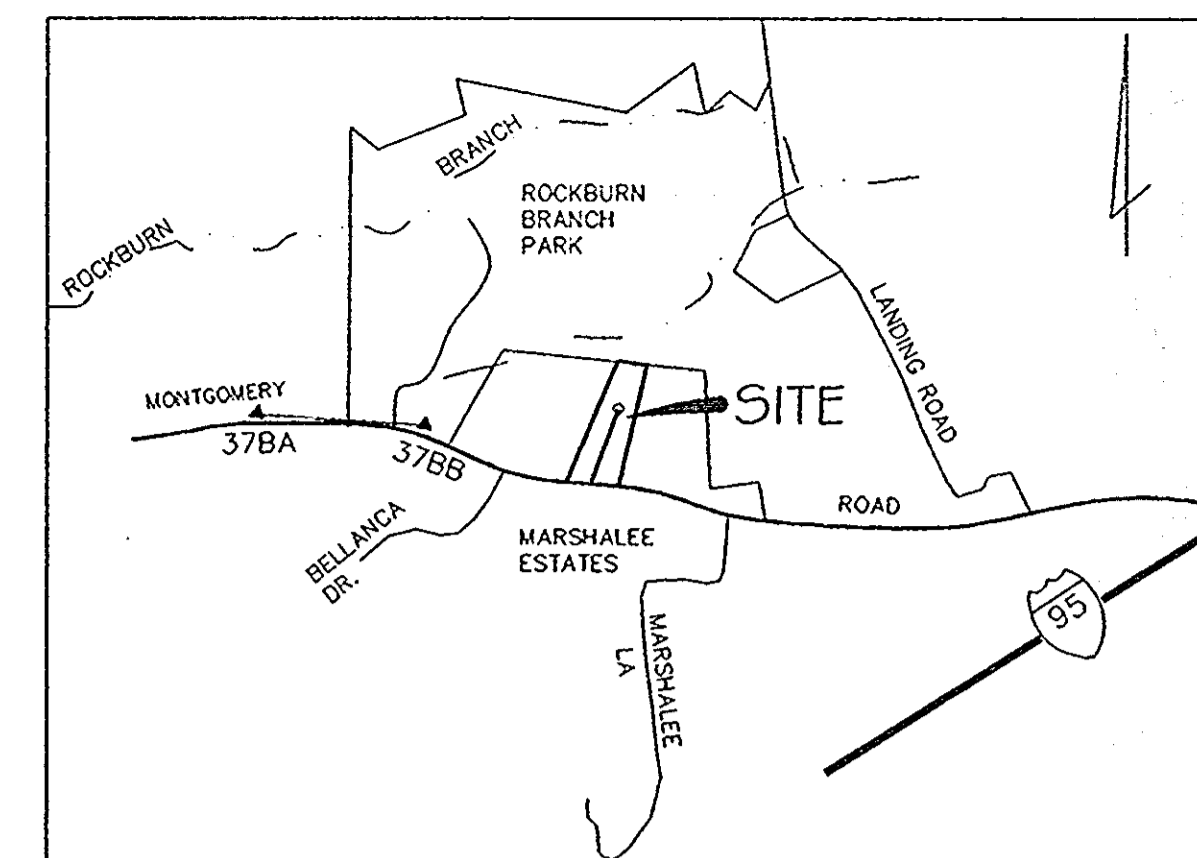 BRANCH
ROCKBURN
ROCKBURN
BRANCH
PARK
LANDING ROAD
MONTGOMERY
SITE
37BA
37BB
ROAD
BELLANCA
DR.
MARSHALEE
ESTATES
95
MARSHALEE
LA